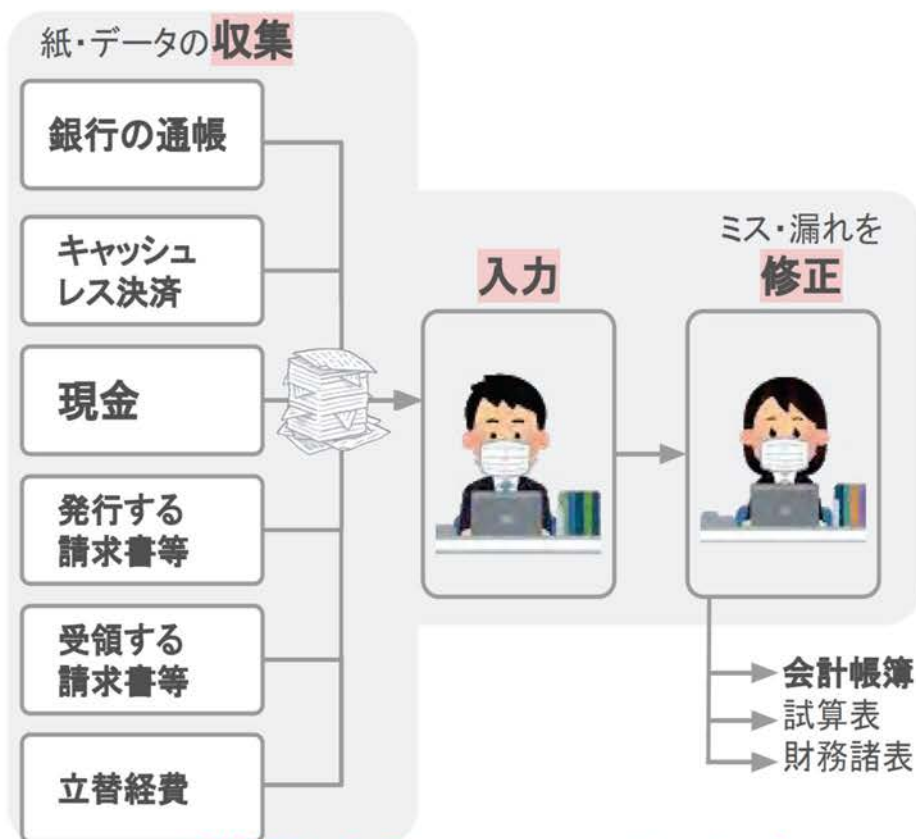 紙・データの収集
銀行の通帳
キャッシュ
レス決済
現金
発行する
請求書等
受領する
請求書等
立替経費
入力
ミス・漏れを
修正
会計帳簿
試算表
財務諸表